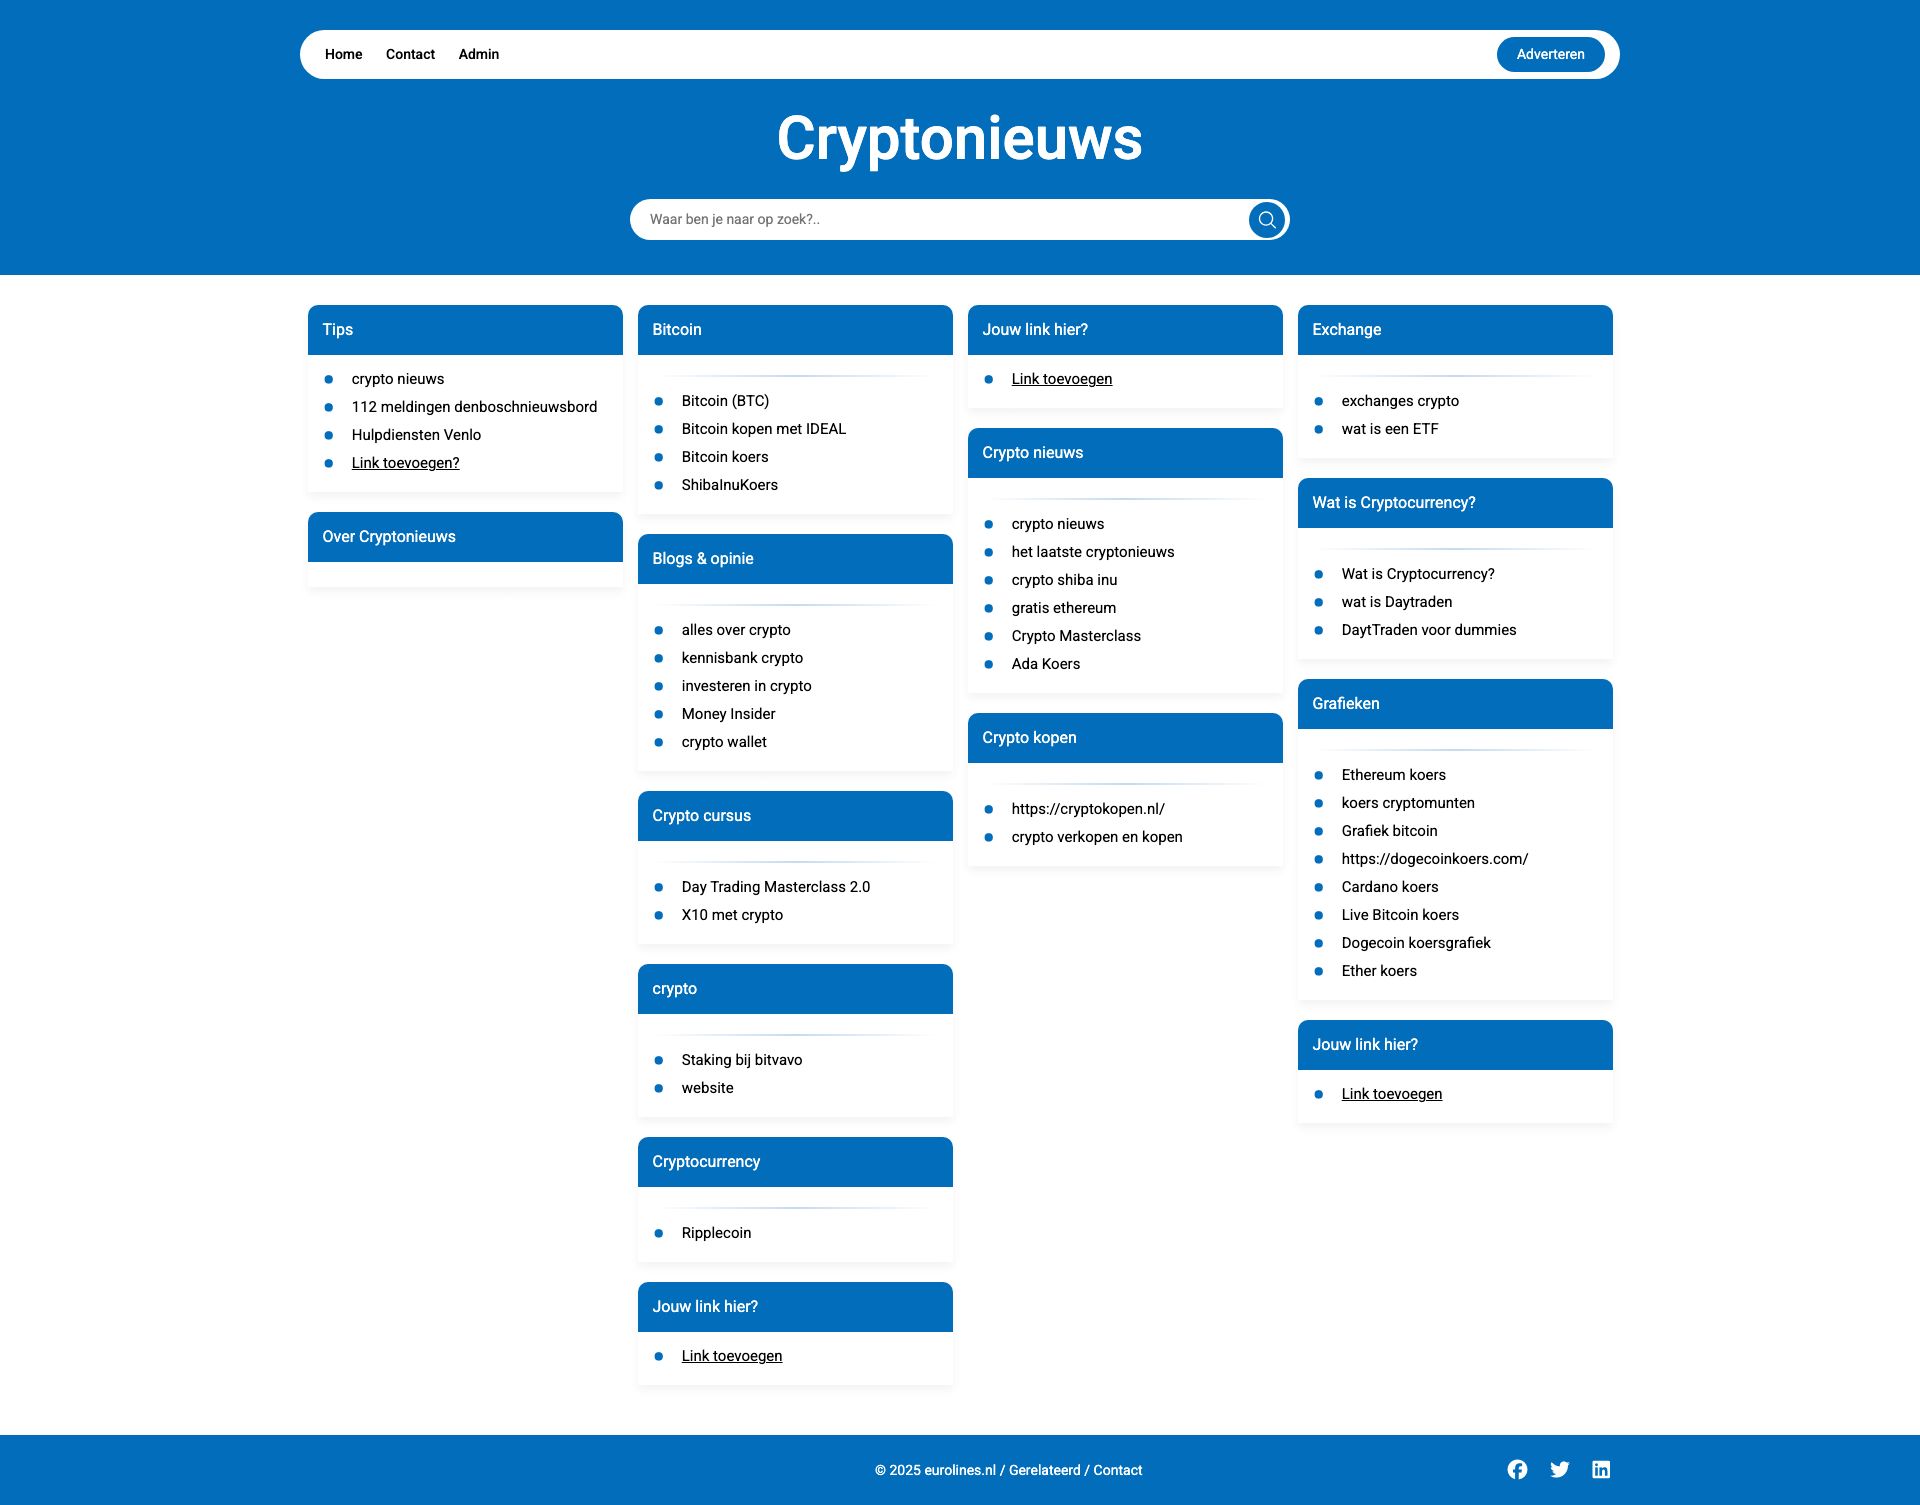 Home
Contact
Admin
Adverteren
Cryptonieuws
Waar ben je naar op zoek?..
Tips
crypto nieuws
112 meldingen denboschnieuwsbord
Hulpdiensten Venlo
Link toevoegen?
Over Cryptonieuws
Bitcoin
Bitcoin (BTC)
Bitcoin kopen met IDEAL
Bitcoin koers
ShibaInuKoers
Blogs & opinie
alles over crypto
kennisbank crypto
investeren in crypto
Money Insider
crypto wallet
Crypto cursus
Day Trading Masterclass 2.0
X10 met crypto
crypto
Staking bij bitvavo
website
Cryptocurrency
Ripplecoin
Jouw link hier?
Link toevoegen
Jouw link hier?
Link toevoegen
Crypto nieuws
crypto nieuws
het laatste cryptonieuws
crypto shiba inu
gratis ethereum
Crypto Masterclass
Ada Koers
Crypto kopen
https://cryptokopen.nl/
crypto verkopen en kopen
Exchange
exchanges crypto
wat is een ETF
Wat is Cryptocurrency?
Wat is Cryptocurrency?
wat is Daytraden
DaytTraden voor dummies
Grafieken
Ethereum koers
koers cryptomunten
Grafiek bitcoin
https://dogecoinkoers.com/
Cardano koers
Live Bitcoin koers
Dogecoin koersgrafiek
Ether koers
Jouw link hier?
Link toevoegen
© 2025 eurolines.nl / Gerelateerd / Contact